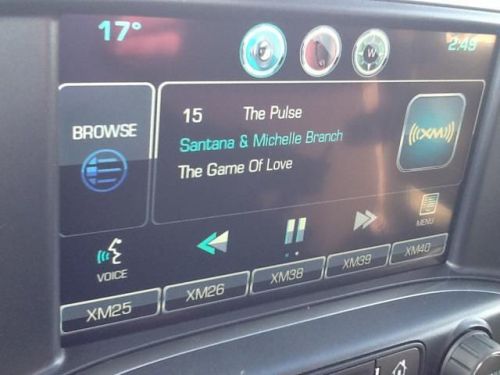 17°
W
2:49
BROWSE
15 The Pulse
Santana & Michelle Branch
The Game Of Love
((XM))
VOICE
MENU
XM25 XM26 XM38 XM39 XM40